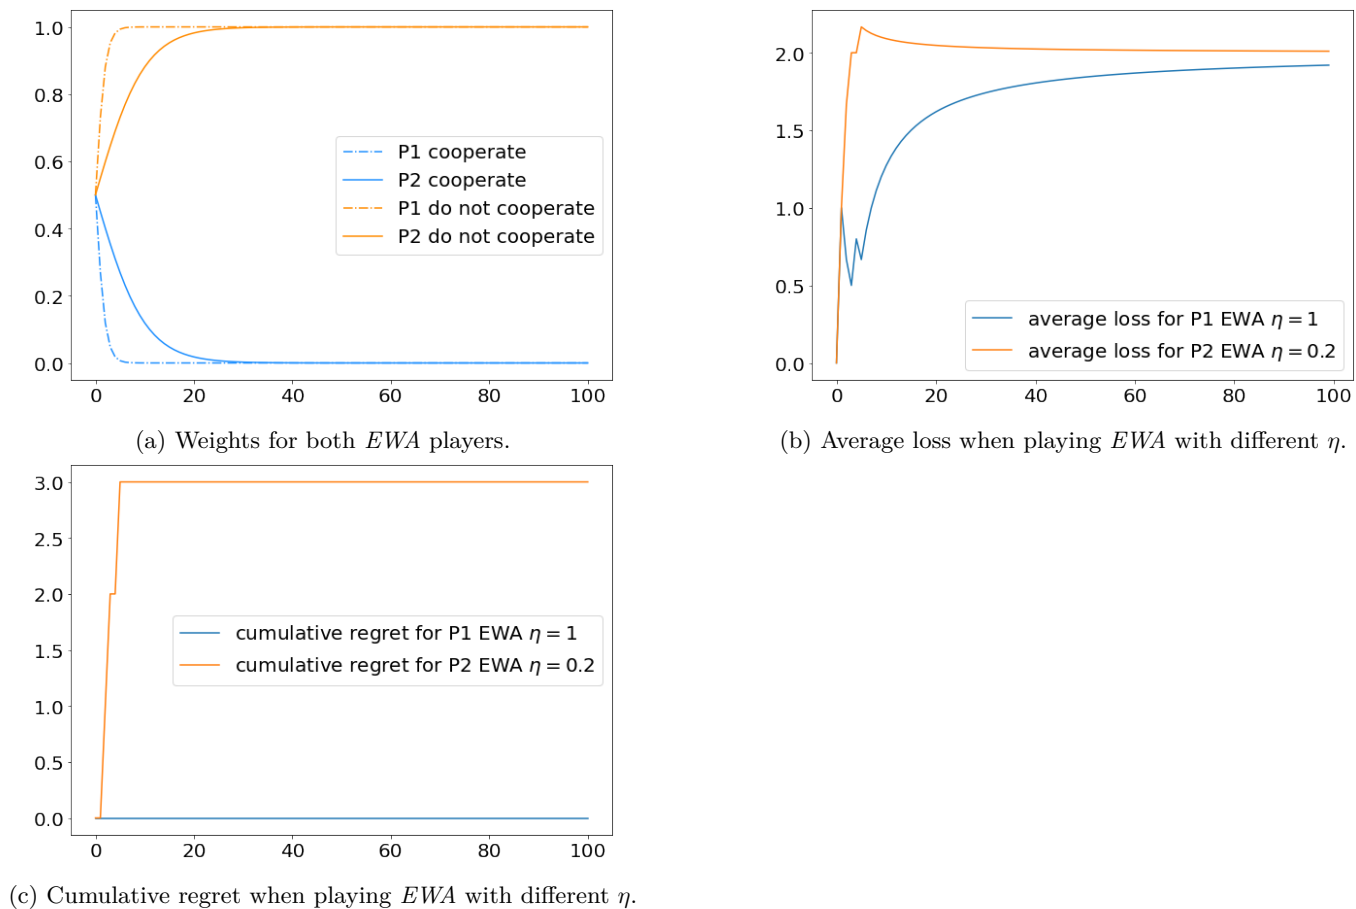 1.0
0.8
0.6
0.4
0.2
0.0
0 20 40 60 80 100
P1 cooperate
P2 cooperate
P1 do not cooperate
P2 do not cooperate
(a) Weights for both EWA players.
2.0
1.5
1.0
0.5
0.0
0 20 40 60 80 100
average loss for P1 EWA η = 1
average loss for P2 EWA η = 0.2
(b) Average loss when playing EWA with different η.
3.0
2.5
2.0
1.5
1.0
0.5
0.0
0 20 40 60 80 100
cumulative regret for P1 EWA η = 1
cumulative regret for P2 EWA η = 0.2
(c) Cumulative regret when playing EWA with different η.